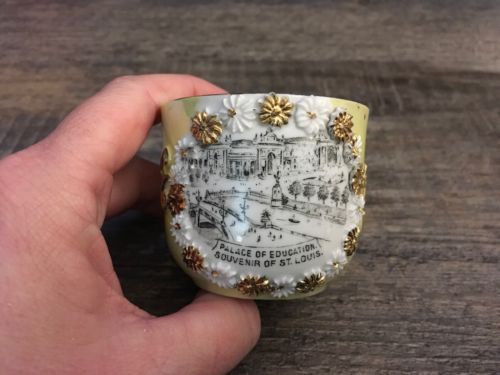 PALACE OF EDUCATION,
SOUVENIR OF ST. LOUIS.